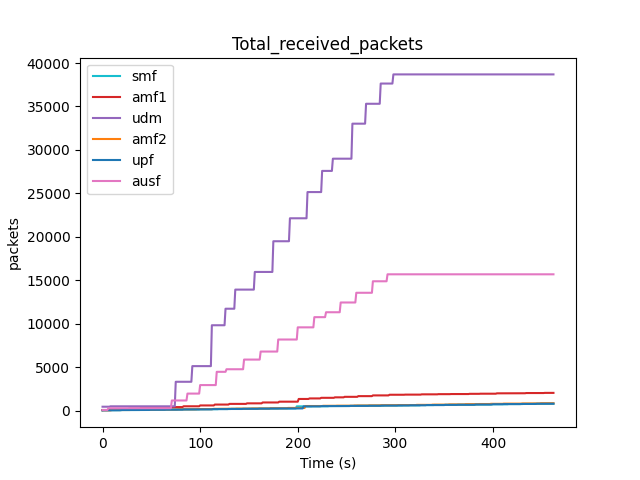 Total_received_packets
40000
35000
30000
25000
20000
15000
10000
5000
0
packets
smf
amf1
udm
amf2
upf
ausf
0 100 200 300 400
Time (s)